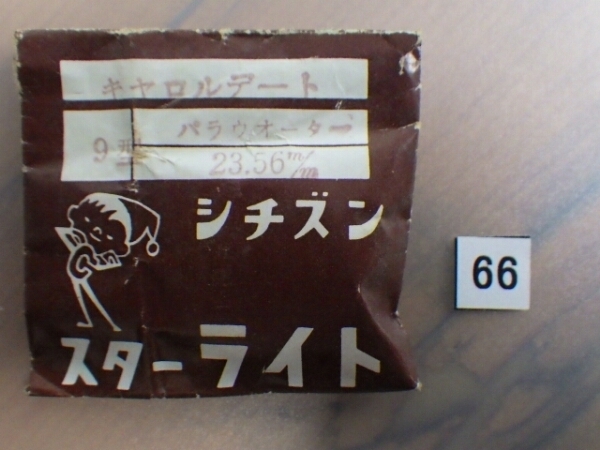 キヤロルデート
9型
パラウオーター
23.56m/m
シチズン
スターライト
66